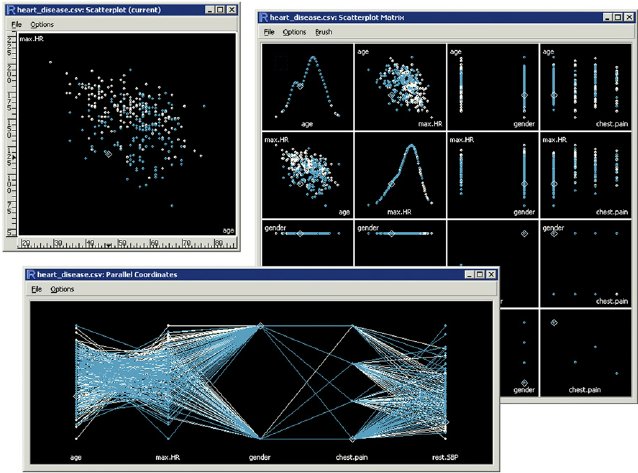 heart_disease.csv: Scatterplot (current)
File Options
max.HR
age
20 30 40 50 60 70 80
heart_disease.csv: Scatterplot Matrix
File Options Brush
age
age
max.HR
age
gender
age
chest.pain
max.HR
age
max.HR
max.HR
gender
max.HR
chest.pain
gender
gender
gender
gender
chest.pain
heart_disease.csv: Parallel Coordinates
File Options
age max.HR gender chest.pain rest.SBP